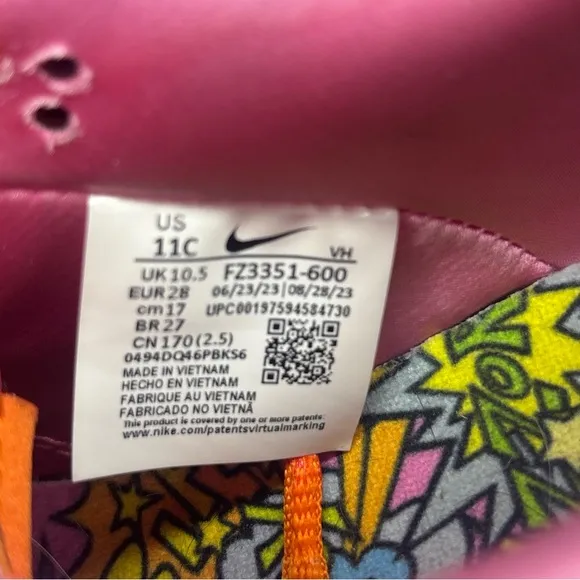 US
11C
VH
UK 10.5 FZ3351-600
EUR 28 06/23/23 | 08/28/23
cm 17 UPC00197594584730
BR 27
CN 170 (2.5)
0494DQ46PBKS6
MADE IN VIETNAM
HECHO EN VIETNAM
FABRIQUE AU VIETNAM
FABRICADO NO VIETNÃ
This product is covered by one or more patents:
www.nike.com/patentsvirtualmarking